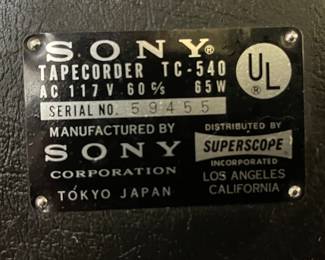 SONY®
TAPECORDER TC-540
AC 117V 60 c/s 65W
UL®
SERIAL NO. 59455
MANUFACTURED BY
SONY
CORPORATION
TOKYO JAPAN
DISTRIBUTED BY
SUPERSCOPE
INCORPORATED
LOS ANGELES
CALIFORNIA